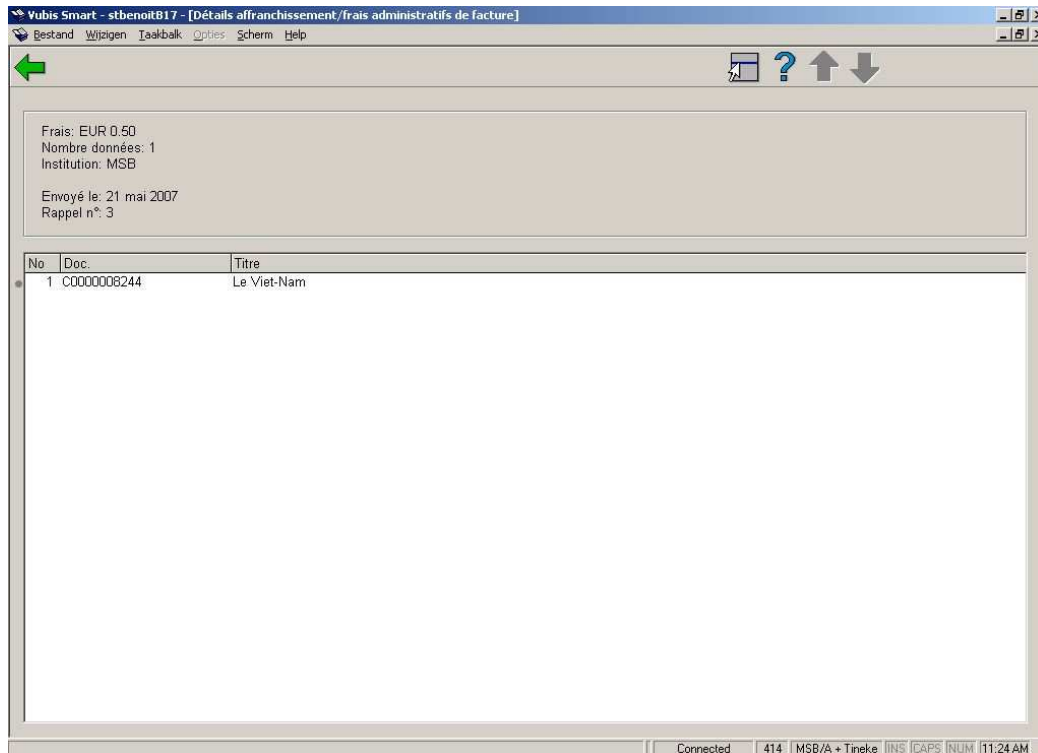 Vubis Smart - stbenoitB17 - [Détails affranchissement/frais administratifs de facture]
Bestand Wijzigen Taakbalk Opties Scherm Help
Frais: EUR 0.50
Nombre données: 1
Institution: MSB
Envoyé le: 21 mai 2007
Rappel n°: 3
No Doc. Titre
1 C0000008244 Le Viet-Nam
Connected 414 MSB/A + Tineke INS CAPS NUM 11:24 AM